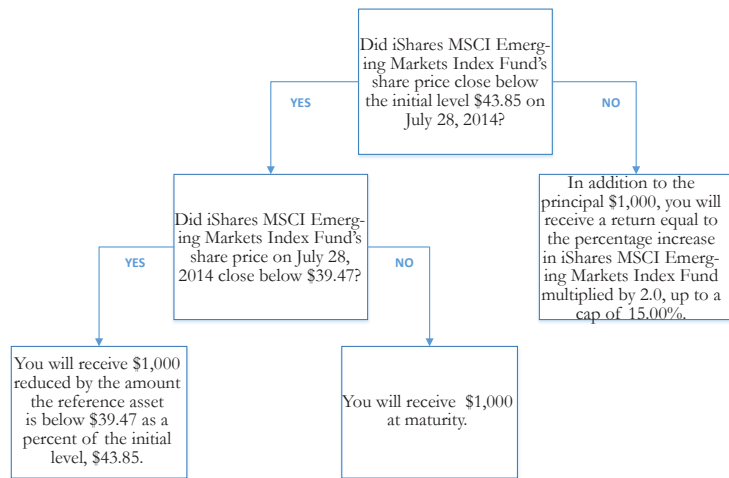 Did iShares MSCI Emerg-
ing Markets Index Fund's
share price close below
the initial level $43.85 on
July 28, 2014?
YES
NO
Did iShares MSCI Emerg-
ing Markets Index Fund's
share price on July 28,
2014 close below $39.47?
In addition to the
principal $1,000, you will
receive a return equal to
the percentage increase
in iShares MSCI Emerg-
ing Markets Index Fund
multiplied by 2.0, up to a
cap of 15.00%.
YES
NO
You will receive $1,000
reduced by the amount
the reference asset
is below $39.47 as a
percent of the initial
level, $43.85.
You will receive $1,000
at maturity.